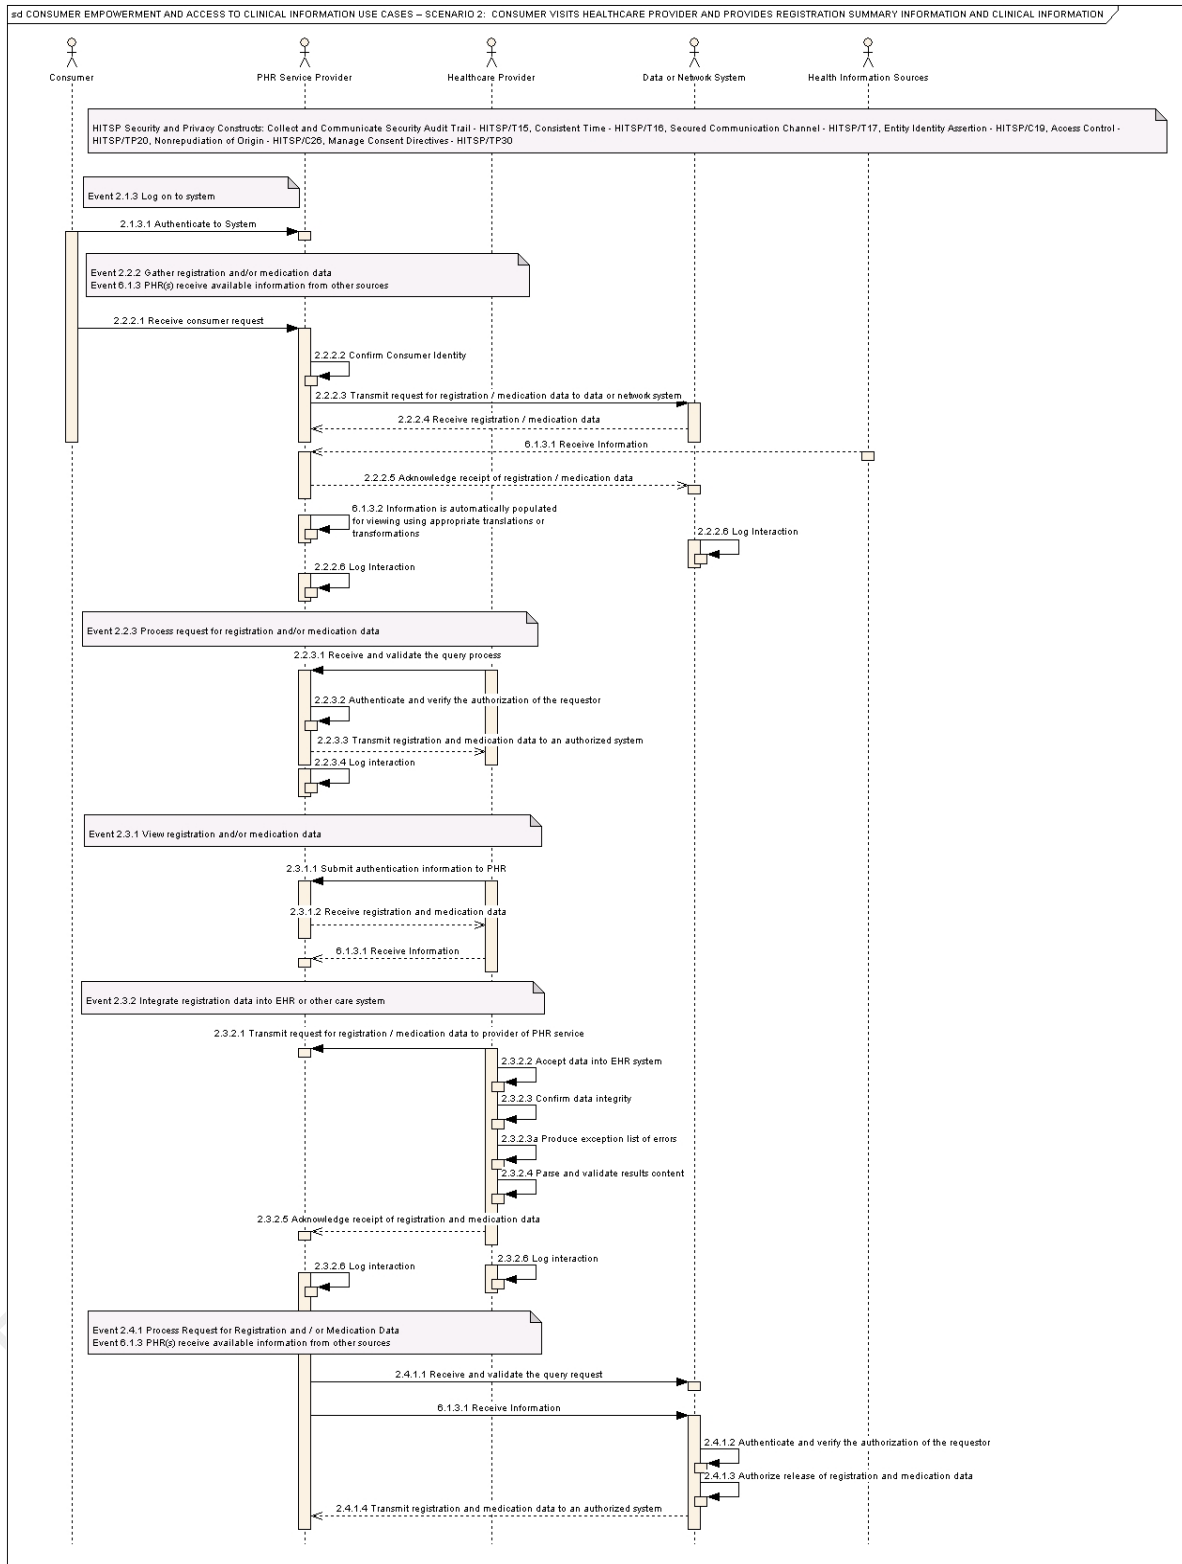 sd CONSUMER EMPOWERMENT AND ACCESS TO CLINICAL INFORMATION USE CASES – SCENARIO 2: CONSUMER VISITS HEALTHCARE PROVIDER AND PROVIDES REGISTRATION SUMMARY INFORMATION AND CLINICAL INFORMATION
Consumer
PHR Service Provider
Healthcare Provider
Data or Network System
Health Information Sources
HITSP Security and Privacy Constructs: Collect and Communicate Security Audit Trail - HITSP/T15, Consistent Time - HITSP/T16, Secured Communication Channel - HITSP/T17, Entity Identity Assertion - HITSP/C19, Access Control -
HITSP/TP20, Nonrepudiation of Origin - HITSP/C26, Manage Consent Directives - HITSP/TP30
Event 2.1.3 Log on to system
2.1.3.1 Authenticate to System
Event 2.2.2 Gather registration and/or medication data
Event 6.1.3 PHR(s) receive available information from other sources
2.2.2.1 Receive consumer request
2.2.2.2 Confirm Consumer Identity
2.2.2.3 Transmit request for registration / medication data to data or network system
2.2.2.4 Receive registration / medication data
6.1.3.1 Receive Information
2.2.2.5 Acknowledge receipt of registration / medication data
6.1.3.2 Information is automatically populated
for viewing using appropriate translations or
transformations
2.2.2.6 Log Interaction
2.2.2.6 Log Interaction
Event 2.2.3 Process request for registration and/or medication data
2.2.3.1 Receive and validate the query process
2.2.3.2 Authenticate and verify the authorization of the requestor
2.2.3.3 Transmit registration and medication data to an authorized system
2.2.3.4 Log interaction
Event 2.3.1 View registration and/or medication data
2.3.1.1 Submit authentication information to PHR
2.3.1.2 Receive registration and medication data
6.1.3.1 Receive Information
Event 2.3.2 Integrate registration data into EHR or other care system
2.3.2.1 Transmit request for registration / medication data to provider of PHR service
2.3.2.2 Accept data into EHR system
2.3.2.3 Confirm data integrity
2.3.2.3a Produce exception list of errors
2.3.2.4 Parse and validate results content
2.3.2.5 Acknowledge receipt of registration and medication data
2.3.2.6 Log interaction
2.3.2.6 Log interaction
Event 2.4.1 Process Request for Registration and / or Medication Data
Event 6.1.3 PHR(s) receive available information from other sources
2.4.1.1 Receive and validate the query request
6.1.3.1 Receive Information
2.4.1.2 Authenticate and verify the authorization of the requestor
2.4.1.3 Authorize release of registration and medication data
2.4.1.4 Transmit registration and medication data to an authorized system